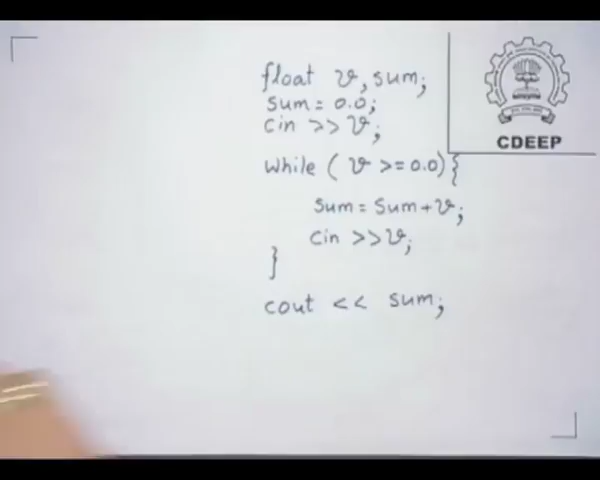 float v, sum;
sum = 0.0;
cin >> v;
while ( v >= 0.0) {
sum = sum + v;
cin >> v;
}
cout << sum;
CDEEP